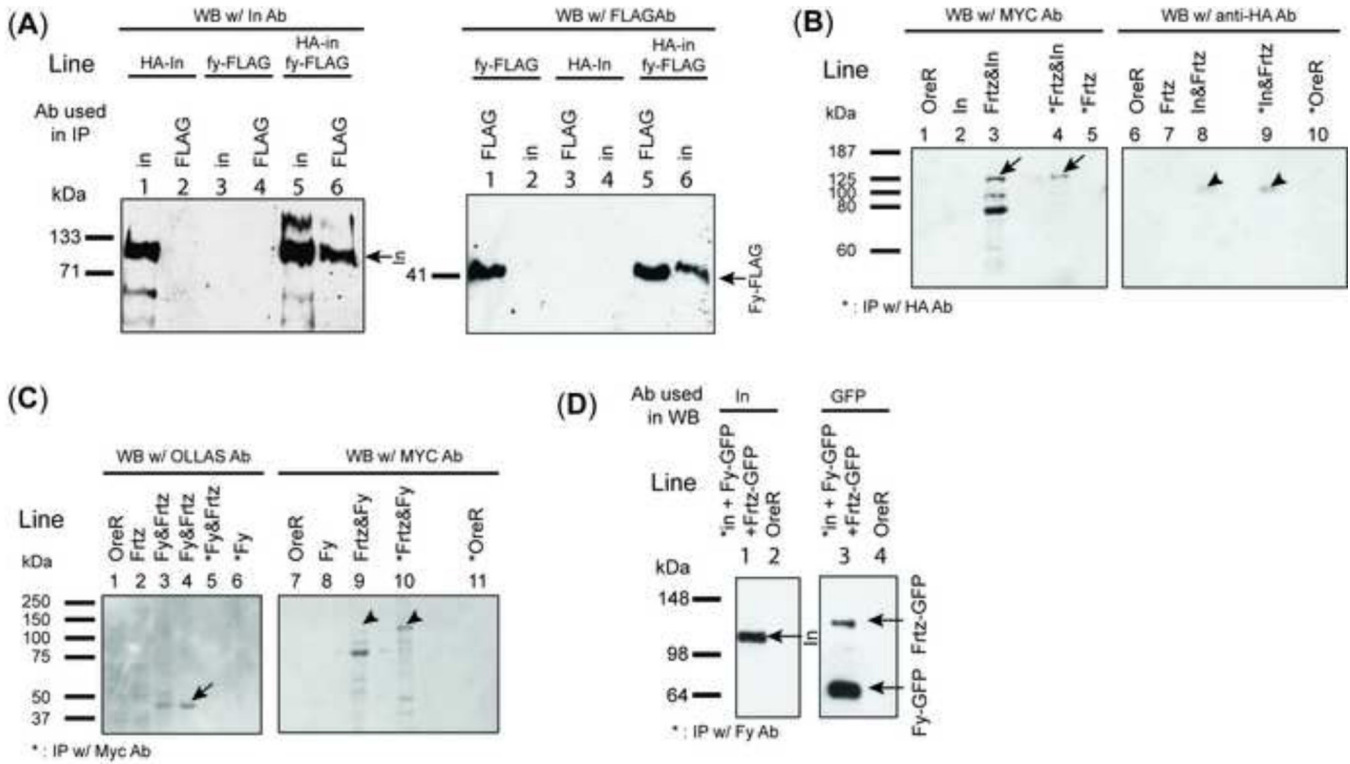 (A)
WB w/ In Ab
WB w/ FLAGAb
Line
HA-In
fy-FLAG
HA-in
fy-FLAG
fy-FLAG
HA-In
HA-in
fy-FLAG
Ab used
in IP
in
FLAG
in
FLAG
in
FLAG
FLAG
in
FLAG
in
FLAG
in
1 2 3 4 5 6
1 2 3 4 5 6
kDa
133
71
In
41
Fy-FLAG
(B)
WB w/ MYC Ab
WB w/ anti-HA Ab
Line
OreR
In
Frtz&In
*Frtz&In
*Frtz
OreR
Frtz
In&Frtz
*In&Frtz
*OreR
kDa
1 2 3 4 5 6 7 8 9 10
187
125
100
80
60
* : IP w/ HA Ab
(C)
WB w/ OLLAS Ab
WB w/ MYC Ab
Line
OreR
Frtz
Fy&Frtz
Fy&Frtz
*Fy&Frtz
*Fy
OreR
Fy
Frtz&Fy
*Frtz&Fy
*OreR
kDa
1 2 3 4 5 6 7 8 9 10 11
250
150
100
75
50
37
* : IP w/ Myc Ab
(D)
Ab used
in WB
In
GFP
Line
*in + Fy-GFP
+Frtz-GFP
OreR
*in + Fy-GFP
+Frtz-GFP
OreR
1 2 3 4
kDa
148
98
64
In
Frtz-GFP
Fy-GFP
* : IP w/ Fy Ab